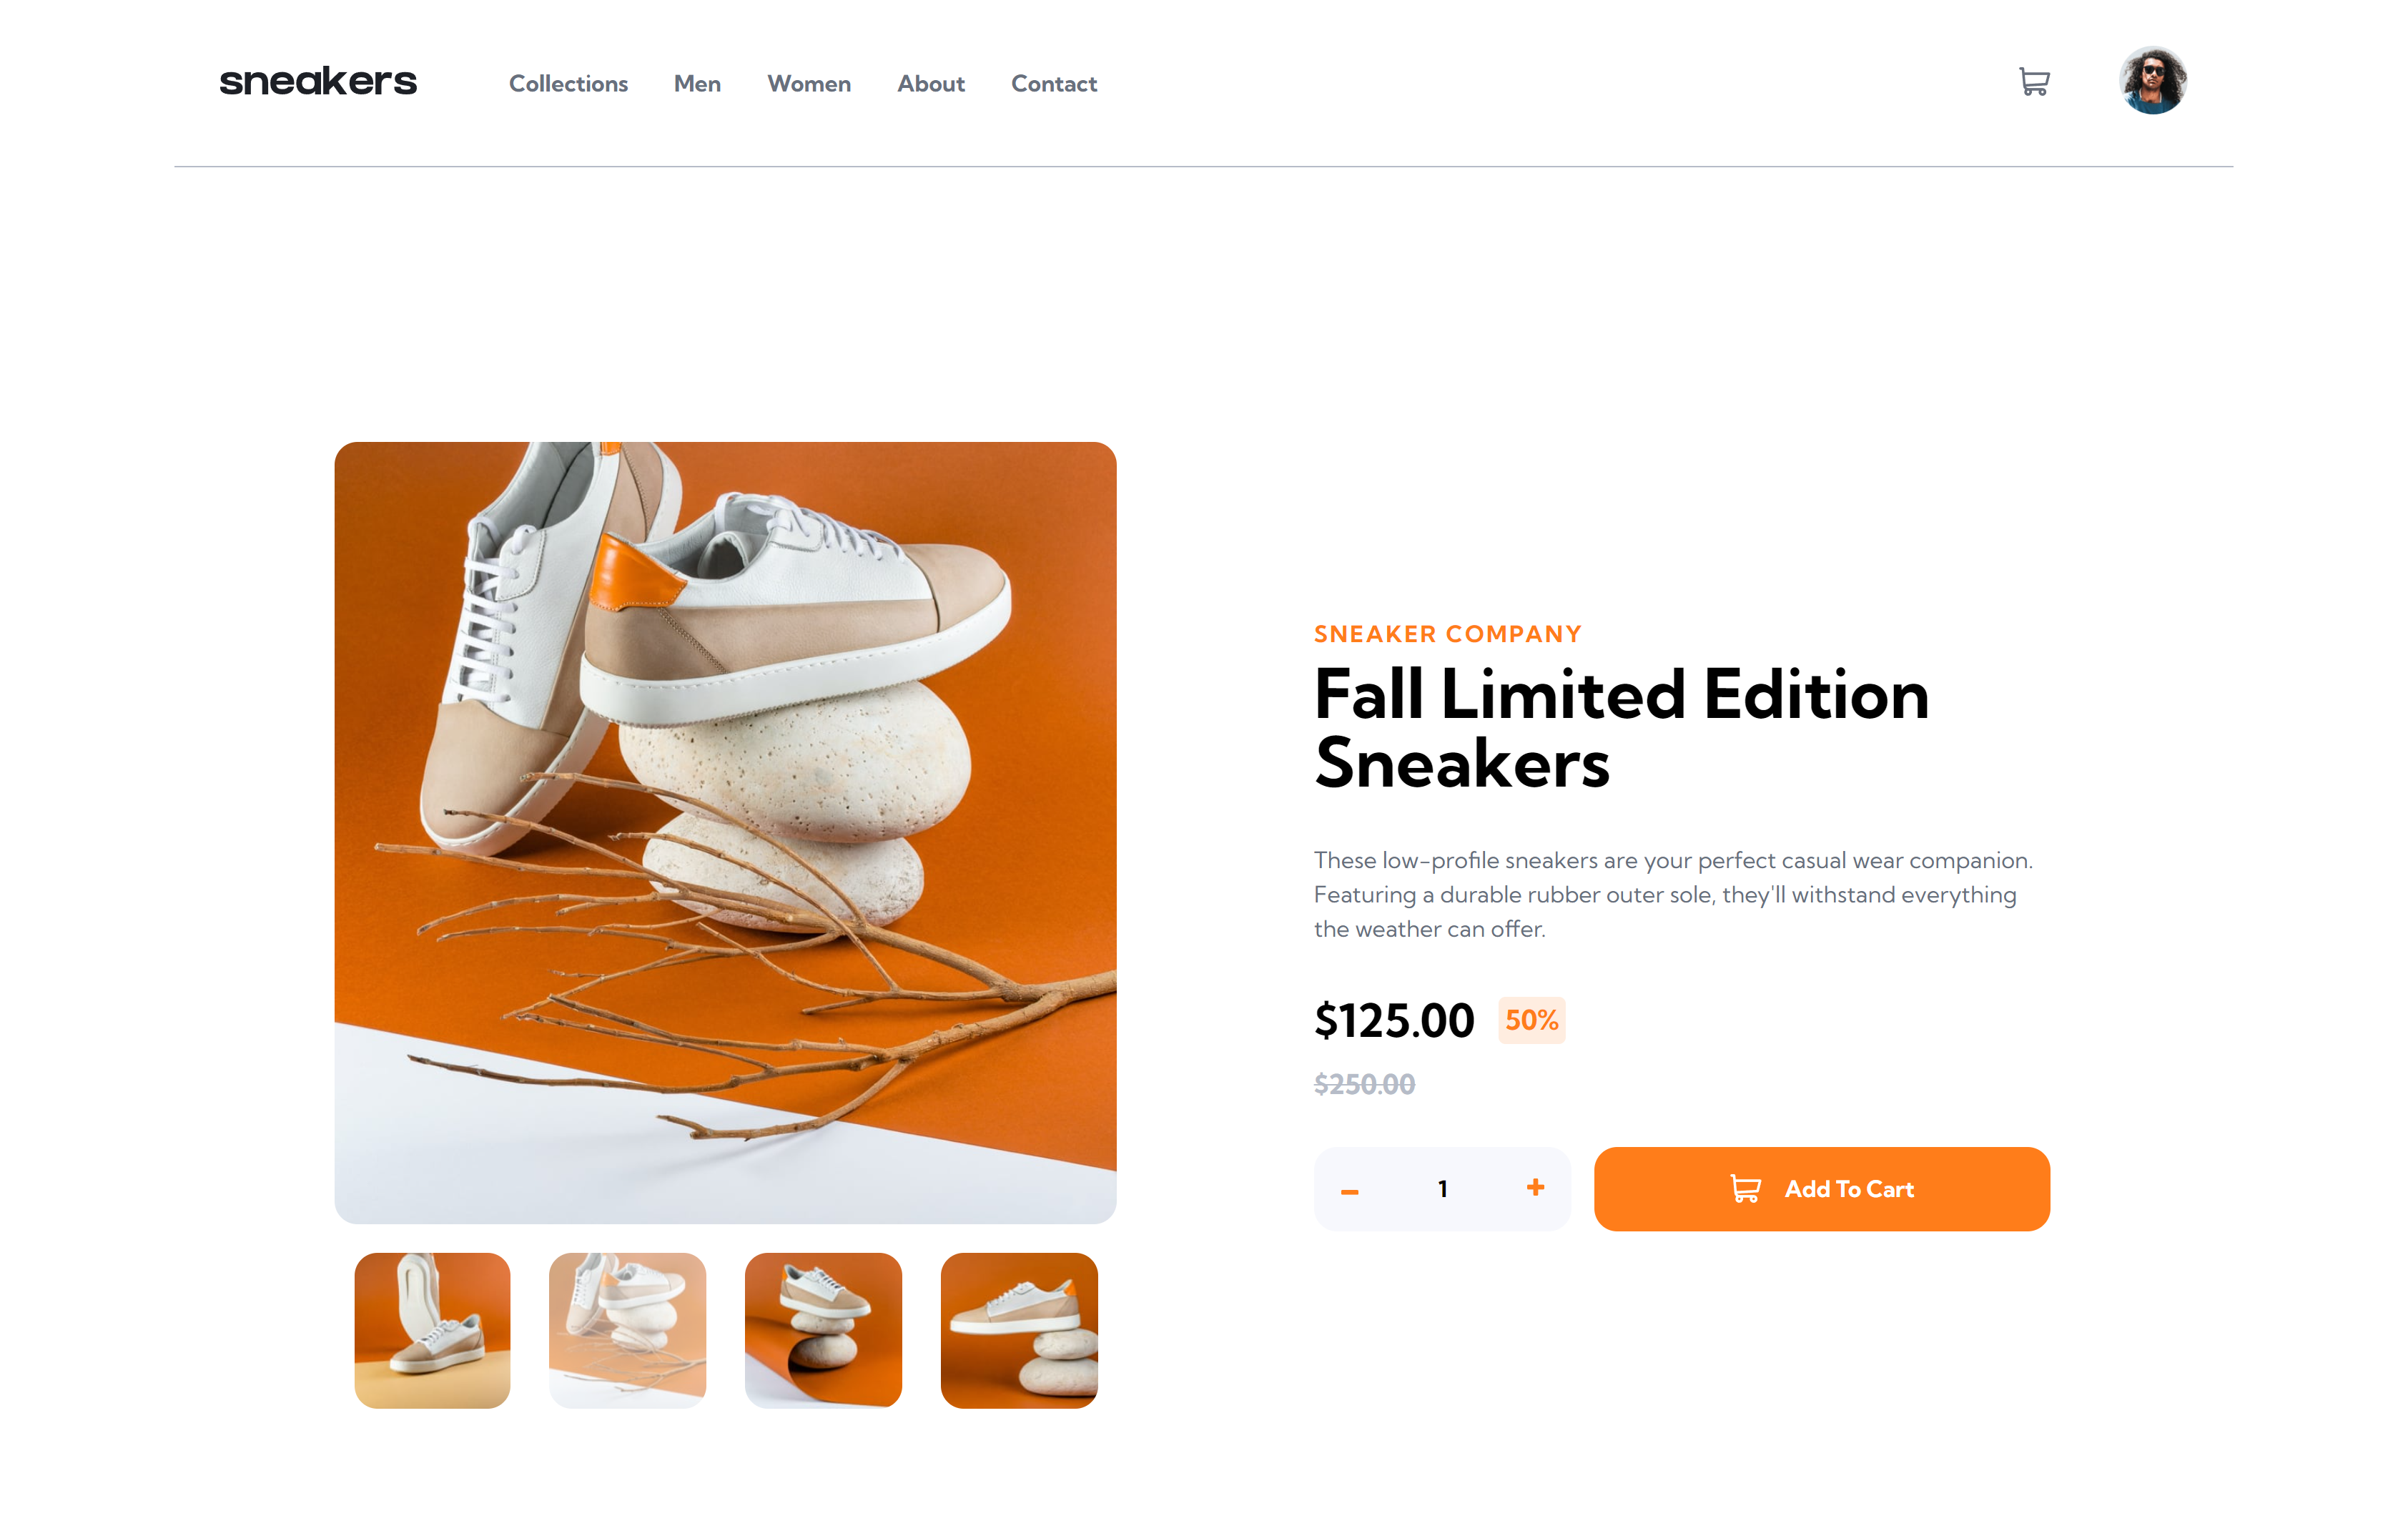 sneakers
Collections Men Women About Contact
SNEAKER COMPANY
Fall Limited Edition
Sneakers
These low-profile sneakers are your perfect casual wear companion.
Featuring a durable rubber outer sole, they'll withstand everything
the weather can offer.
$125.00 50%
$250.00
– 1 + Add To Cart